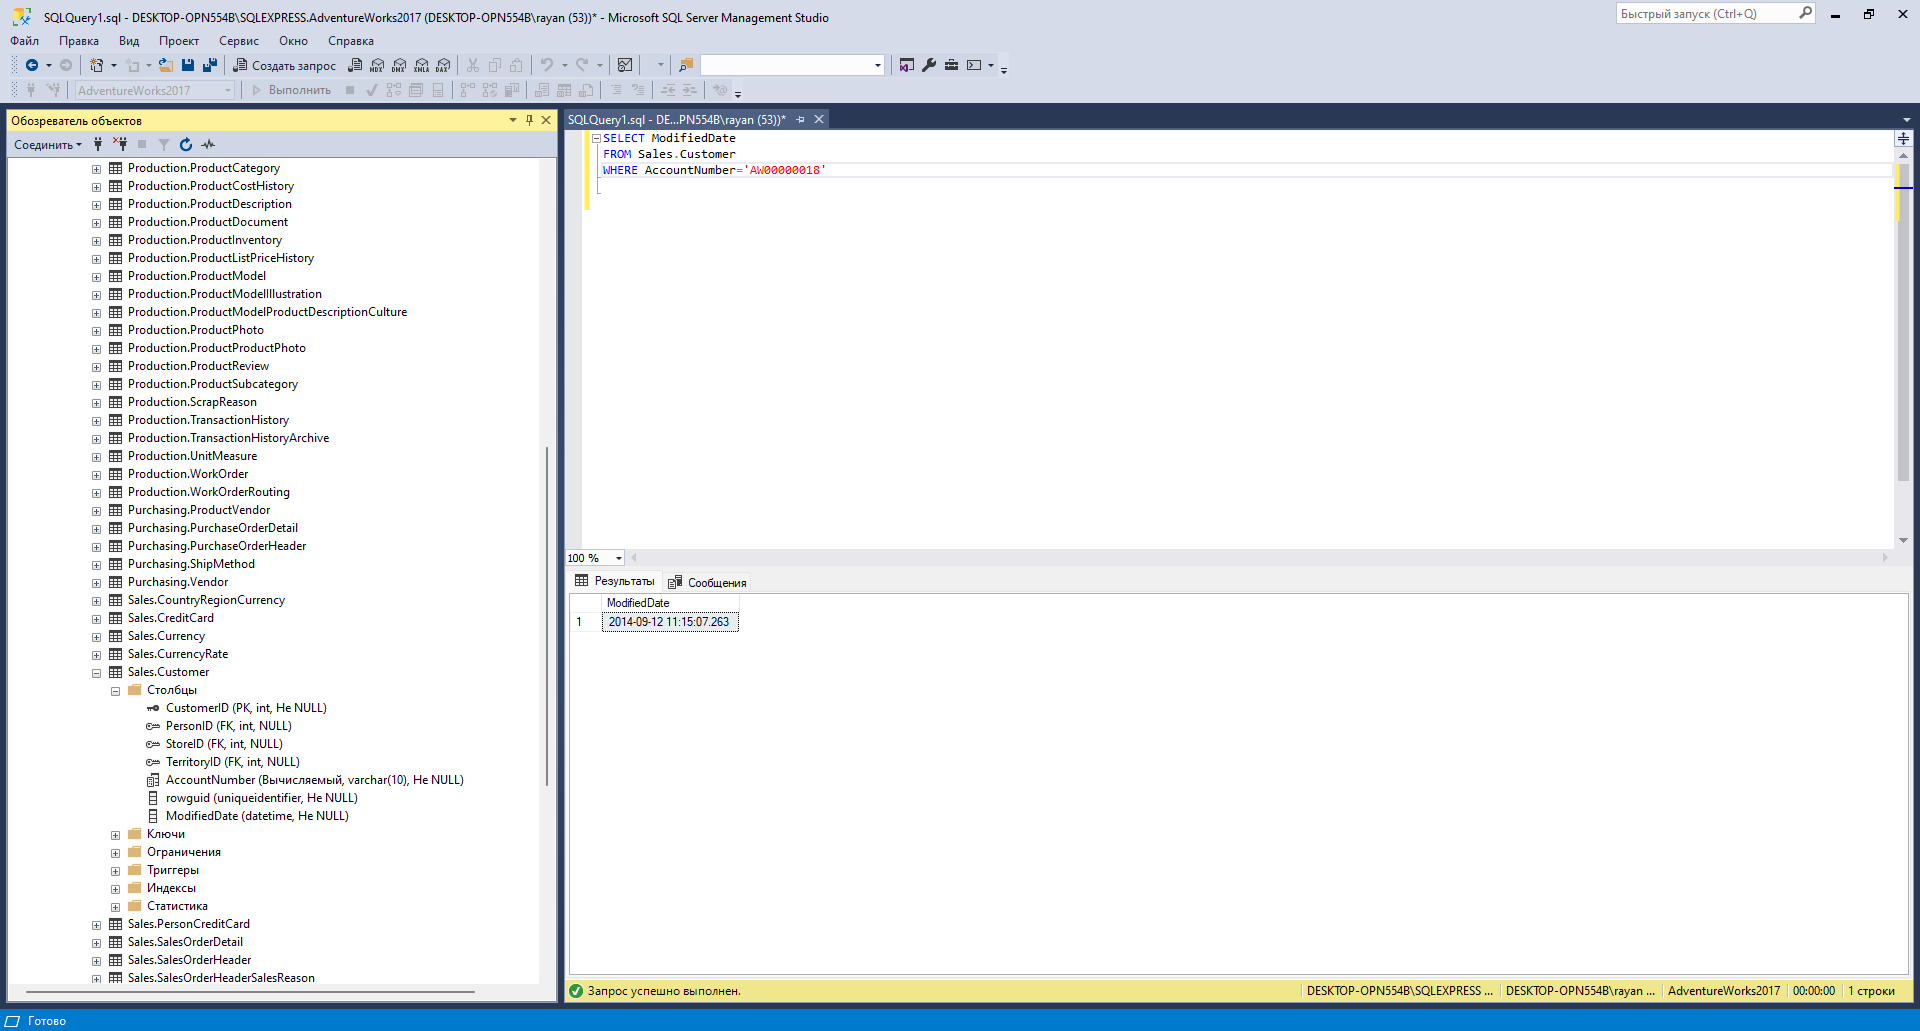 SQLQuery1.sql - DESKTOP-OPN554B\SQLEXPRESS.AdventureWorks2017 (DESKTOP-OPN554B\rayan (53))* - Microsoft SQL Server Management Studio
Быстрый запуск (Ctrl+Q)
Файл Правка Вид Проект Сервис Окно Справка
Создать запрос MDX DMX XMLA DAX
AdventureWorks2017 Выполнить
Обозреватель объектов
Соединить
Production.ProductCategory
Production.ProductCostHistory
Production.ProductDescription
Production.ProductDocument
Production.ProductInventory
Production.ProductListPriceHistory
Production.ProductModel
Production.ProductModelIllustration
Production.ProductModelProductDescriptionCulture
Production.ProductPhoto
Production.ProductProductPhoto
Production.ProductReview
Production.ProductSubcategory
Production.ScrapReason
Production.TransactionHistory
Production.TransactionHistoryArchive
Production.UnitMeasure
Production.WorkOrder
Production.WorkOrderRouting
Purchasing.ProductVendor
Purchasing.PurchaseOrderDetail
Purchasing.PurchaseOrderHeader
Purchasing.ShipMethod
Purchasing.Vendor
Sales.CountryRegionCurrency
Sales.CreditCard
Sales.Currency
Sales.CurrencyRate
Sales.Customer
Столбцы
CustomerID (PK, int, Не NULL)
PersonID (FK, int, NULL)
StoreID (FK, int, NULL)
TerritoryID (FK, int, NULL)
AccountNumber (Вычисляемый, varchar(10), Не NULL)
rowguid (uniqueidentifier, Не NULL)
ModifiedDate (datetime, Не NULL)
Ключи
Ограничения
Триггеры
Индексы
Статистика
Sales.PersonCreditCard
Sales.SalesOrderDetail
Sales.SalesOrderHeader
Sales.SalesOrderHeaderSalesReason
SQLQuery1.sql - DE...PN554B\rayan (53))*
SELECT ModifiedDate
FROM Sales.Customer
WHERE AccountNumber='AW00000018'
100 %
Результаты Сообщения
ModifiedDate
1 2014-09-12 11:15:07.263
Запрос успешно выполнен. DESKTOP-OPN554B\SQLEXPRESS ... DESKTOP-OPN554B\rayan ... AdventureWorks2017 00:00:00 1 строки
Готово